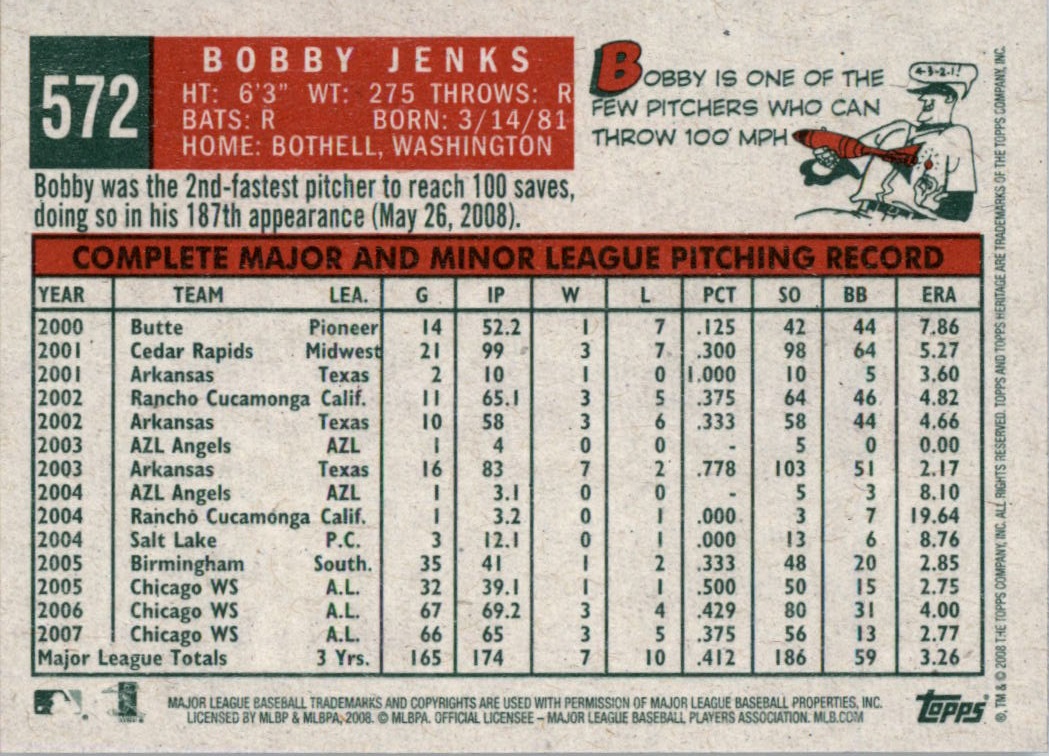 572
BOBBY JENKS
HT: 6'3" WT: 275 THROWS: R
BATS: R BORN: 3/14/81
HOME: BOTHELL, WASHINGTON
BOBBY IS ONE OF THE
FEW PITCHERS WHO CAN
THROW 100 MPH
4-3-2-1!
Bobby was the 2nd-fastest pitcher to reach 100 saves,
doing so in his 187th appearance (May 26, 2008).
COMPLETE MAJOR AND MINOR LEAGUE PITCHING RECORD
YEAR TEAM LEA. G IP W L PCT SO BB ERA
2000 Butte Pioneer 14 52.2 1 7 .125 42 44 7.86
2001 Cedar Rapids Midwest 21 99 3 7 .300 98 64 5.27
2001 Arkansas Texas 2 10 1 0 1.000 10 5 3.60
2002 Rancho Cucamonga Calif. 11 65.1 3 5 .375 64 46 4.82
2002 Arkansas Texas 10 58 3 6 .333 58 44 4.66
2003 AZL Angels AZL 1 4 0 0 - 5 0 0.00
2003 Arkansas Texas 16 83 7 2 .778 103 51 2.17
2004 AZL Angels AZL 1 3.1 0 0 - 5 3 8.10
2004 Rancho Cucamonga Calif. 1 3.2 0 1 .000 3 7 19.64
2004 Salt Lake P.C. 3 12.1 0 1 .000 13 6 8.76
2005 Birmingham South. 35 41 1 2 .333 48 20 2.85
2005 Chicago WS A.L. 32 39.1 1 1 .500 50 15 2.75
2006 Chicago WS A.L. 67 69.2 3 4 .429 80 31 4.00
2007 Chicago WS A.L. 66 65 3 5 .375 56 13 2.77
Major League Totals 3 Yrs. 165 174 7 10 .412 186 59 3.26
MAJOR LEAGUE BASEBALL TRADEMARKS AND COPYRIGHTS ARE USED WITH PERMISSION OF MAJOR LEAGUE BASEBALL PROPERTIES, INC.
LICENSED BY MLBP & MLBPA, 2008. © MLBPA. OFFICIAL LICENSEE – MAJOR LEAGUE BASEBALL PLAYERS ASSOCIATION. MLB.COM
Topps
®, TM & © 2008 THE TOPPS COMPANY, INC. ALL RIGHTS RESERVED. TOPPS AND TOPPS HERITAGE ARE TRADEMARKS OF THE TOPPS COMPANY, INC.